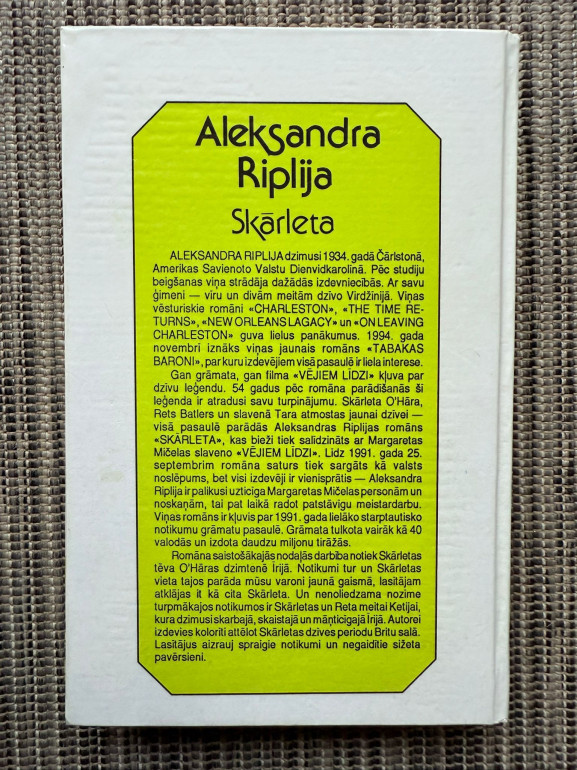 Aleksandra
Riplija
Skārleta
ALEKSANDRA RIPLIJA dzimusi 1934. gadā Čārlstonā,
Amerikas Savienoto Valstu Dienvidkarolīnā. Pēc studiju
beigšanas viņa strādāja dažādās izdevniecībās. Ar savu
ģimeni — vīru un divām meitām dzīvo Virdžīnijā. Viņas
vēsturiskie romāni «CHARLESTON», «THE TIME RE-
TURNS», «NEW ORLEANS LAGACY» un «ON LEAVING
CHARLESTON» guva lielus panākumus. 1994. gada
novembrī iznāks viņas jaunais romāns «TABAKAS
BARONI», par kuru izdevējiem visā pasaulē ir liela interese.
Gan grāmata, gan filma «VĒJIEM LĪDZI» kļuva par
dzīvu leģendu. 54 gadus pēc romāna parādīšanās šī
leģenda ir atradusi savu turpinājumu. Skārleta O'Hāra,
Rets Batlers un slavenā Tara atmostas jaunai dzīvei —
visā pasaulē parādās Aleksandras Riplijas romāns
«SKĀRLETA», kas bieži tiek salīdzināts ar Margaretas
Mičelas slaveno «VĒJIEM LĪDZI». Līdz 1991. gada 25.
septembrim romāna saturs tiek sargāts kā valsts
noslēpums, bet visi izdevēji ir vienisprātis — Aleksandra
Riplija ir palikusi uzticīga Margaretas Mičelas personām un
noskaņām, tai pat laikā radot patstāvīgu meistardarbu.
Viņas romāns ir kļuvis par 1991. gada lielāko starptautisko
notikumu grāmatu pasaulē. Grāmata tulkota vairāk kā 40
valodās un izdota daudzu miljonu tirāžās.
Romāna saistošākajās nodaļās darbība notiek Skārletas
tēva O'Hāras dzimtenē Īrijā. Notikumi tur un Skārletas
vieta tajos parāda mūsu varoni jaunā gaismā, lasītājam
atklājas it kā cita Skārleta. Un nenoliedzama nozīme
turpmākajos notikumos ir Skārletas un Reta meitai Ketijai,
kura dzimusi skarbajā, skaistajā un māņticīgajā Īrijā. Autorei
izdevies kolorīti attēlot Skārletas dzīves periodu Britu salā.
Lasītājus aizrauj spraigie notikumi un negaidītie sižeta
pavērsieni.